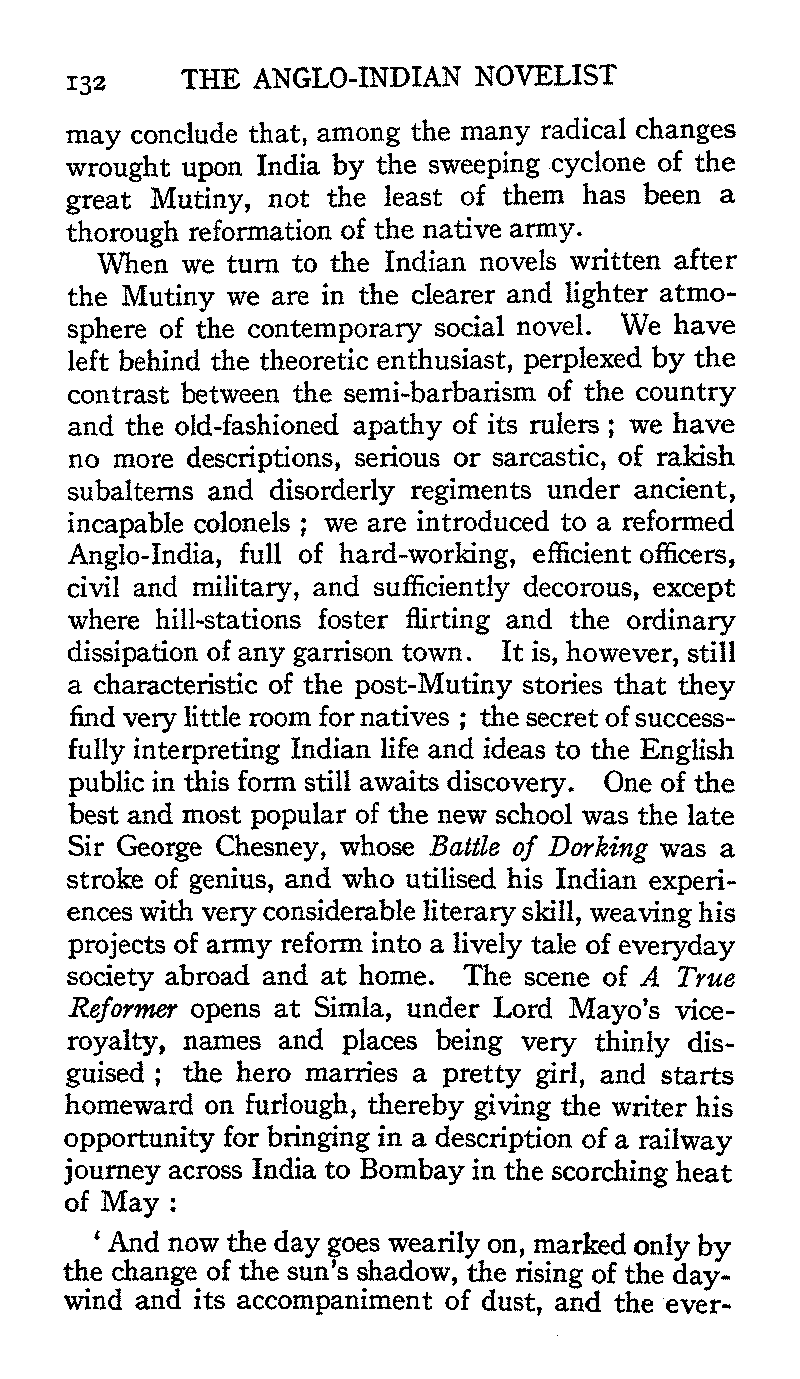 132 THE ANGLO-INDIAN NOVELIST
may conclude that, among the many radical changes
wrought upon India by the sweeping cyclone of the
great Mutiny, not the least of them has been a
thorough reformation of the native army.
When we turn to the Indian novels written after
the Mutiny we are in the clearer and lighter atmo-
sphere of the contemporary social novel. We have
left behind the theoretic enthusiast, perplexed by the
contrast between the semi-barbarism of the country
and the old-fashioned apathy of its rulers ; we have
no more descriptions, serious or sarcastic, of rakish
subalterns and disorderly regiments under ancient,
incapable colonels ; we are introduced to a reformed
Anglo-India, full of hard-working, efficient officers,
civil and military, and sufficiently decorous, except
where hill-stations foster flirting and the ordinary
dissipation of any garrison town. It is, however, still
a characteristic of the post-Mutiny stories that they
find very little room for natives ; the secret of success-
fully interpreting Indian life and ideas to the English
public in this form still awaits discovery. One of the
best and most popular of the new school was the late
Sir George Chesney, whose Battle of Dorking was a
stroke of genius, and who utilised his Indian experi-
ences with very considerable literary skill, weaving his
projects of army reform into a lively tale of everyday
society abroad and at home. The scene of A True
Reformer opens at Simla, under Lord Mayo's vice-
royalty, names and places being very thinly dis-
guised ; the hero marries a pretty girl, and starts
homeward on furlough, thereby giving the writer his
opportunity for bringing in a description of a railway
journey across India to Bombay in the scorching heat
of May :
‘ And now the day goes wearily on, marked only by
the change of the sun's shadow, the rising of the day-
wind and its accompaniment of dust, and the ever-